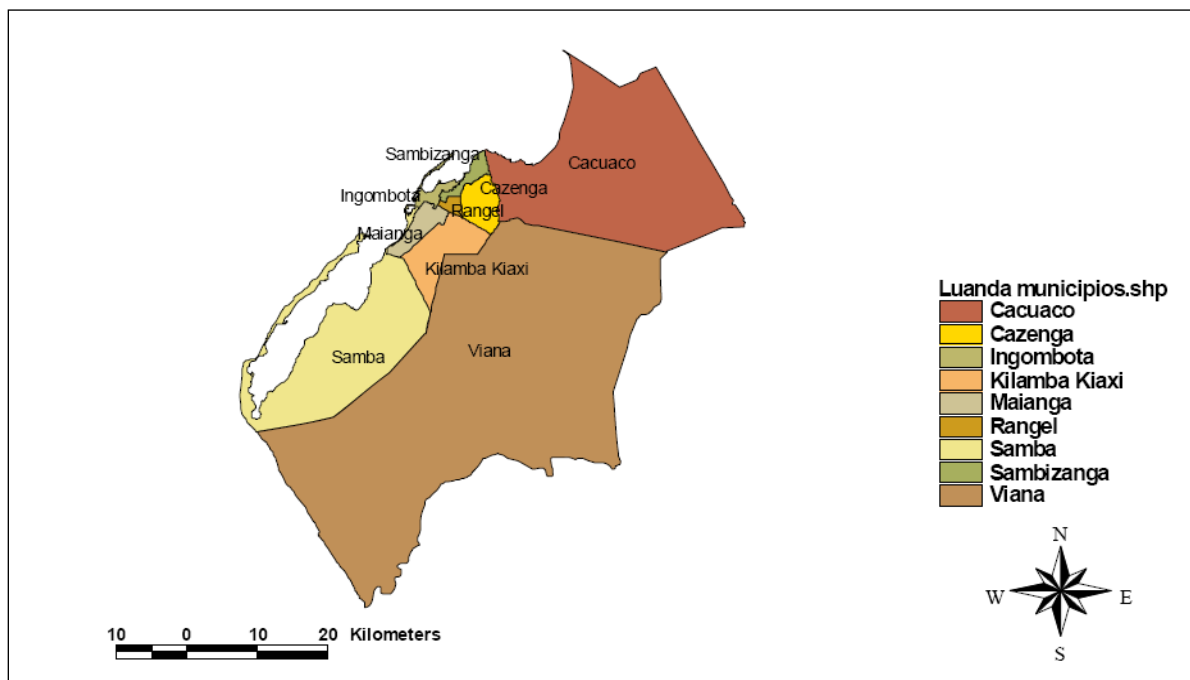 Sambizanga
Cacuaco
Cazenga
Ingombota
Rangel
Maianga
Kilamba Kiaxi
Samba
Viana
Luanda municipios.shp
Cacuaco
Cazenga
Ingombota
Kilamba Kiaxi
Maianga
Rangel
Samba
Sambizanga
Viana
N
W
E
S
10 0 10 20 Kilometers